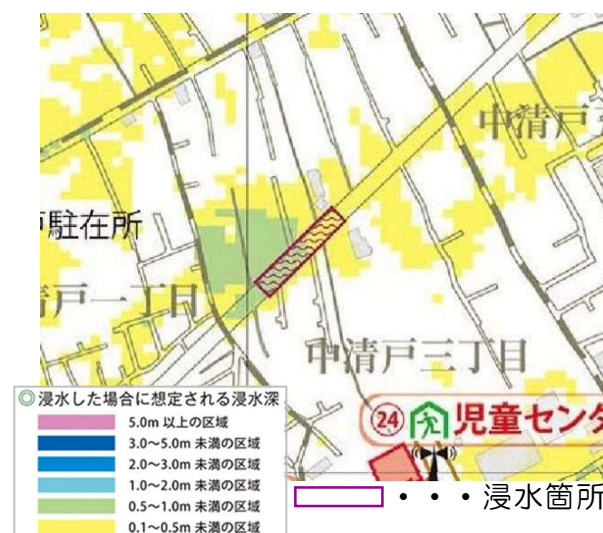 中清戸三
駐在所
清戸一丁目
中清戸三丁目
◎浸水した場合に想定される浸水深
5.0m 以上の区域
3.0～5.0m 未満の区域
2.0～3.0m 未満の区域
1.0～2.0m 未満の区域
0.5～1.0m 未満の区域
0.1～0.5m 未満の区域
㉔ 児童センタ
・・・浸水箇所